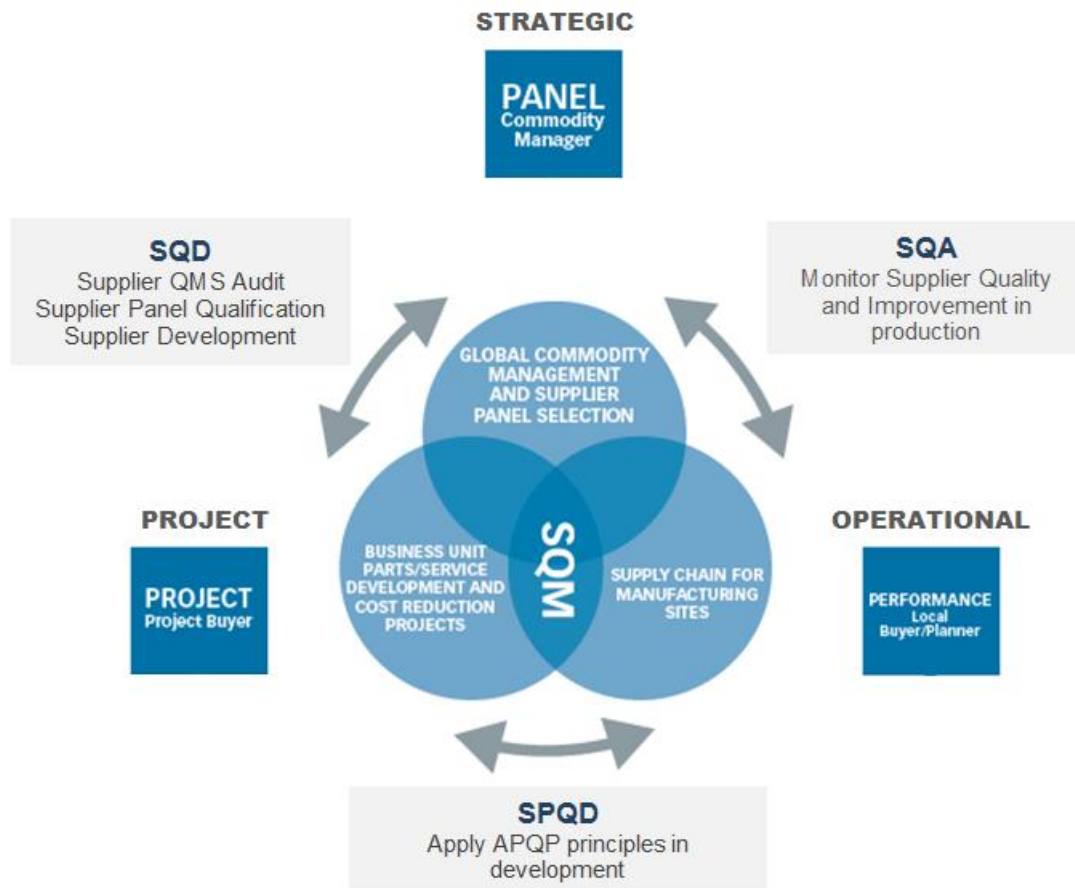 STRATEGIC
PANEL
Commodity
Manager
SQD
Supplier QMS Audit
Supplier Panel Qualification
Supplier Development
SQA
Monitor Supplier Quality
and Improvement in
production
GLOBAL COMMODITY
MANAGEMENT
AND SUPPLIER
PANEL SELECTION
PROJECT
PROJECT
Project Buyer
BUSINESS UNIT
PARTS/SERVICE
DEVELOPMENT AND
COST REDUCTION
PROJECTS
SQM
SUPPLY CHAIN FOR
MANUFACTURING
SITES
OPERATIONAL
PERFORMANCE
Local
Buyer/Planner
SPQD
Apply APQP principles in
development